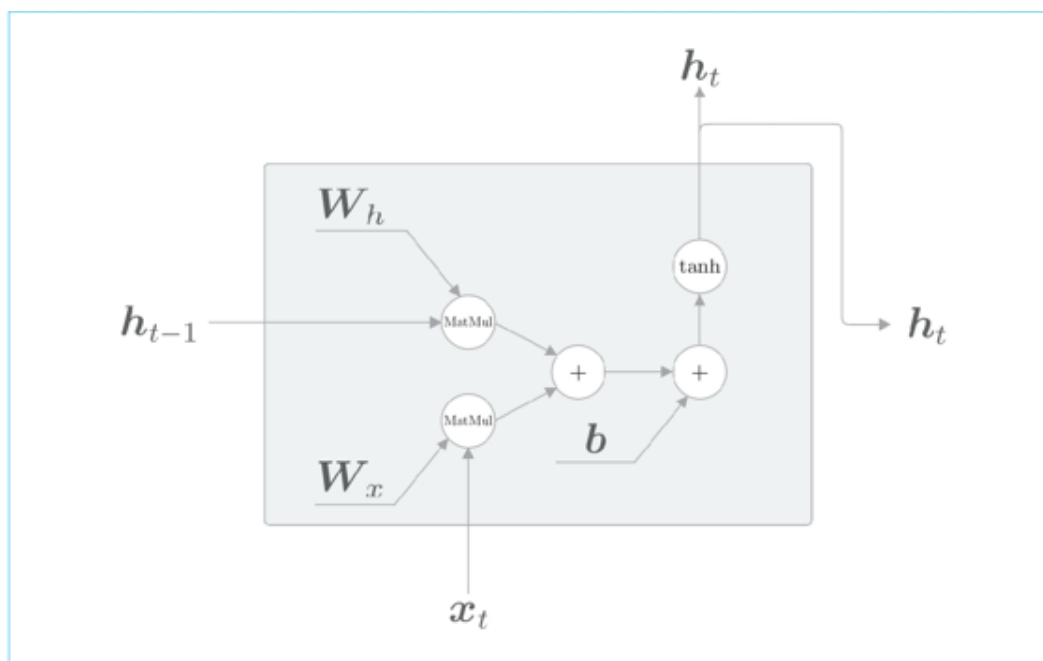 h_t
W_h
tanh
h_{t-1}
MatMul
h_t
+
+
MatMul
b
W_x
x_t